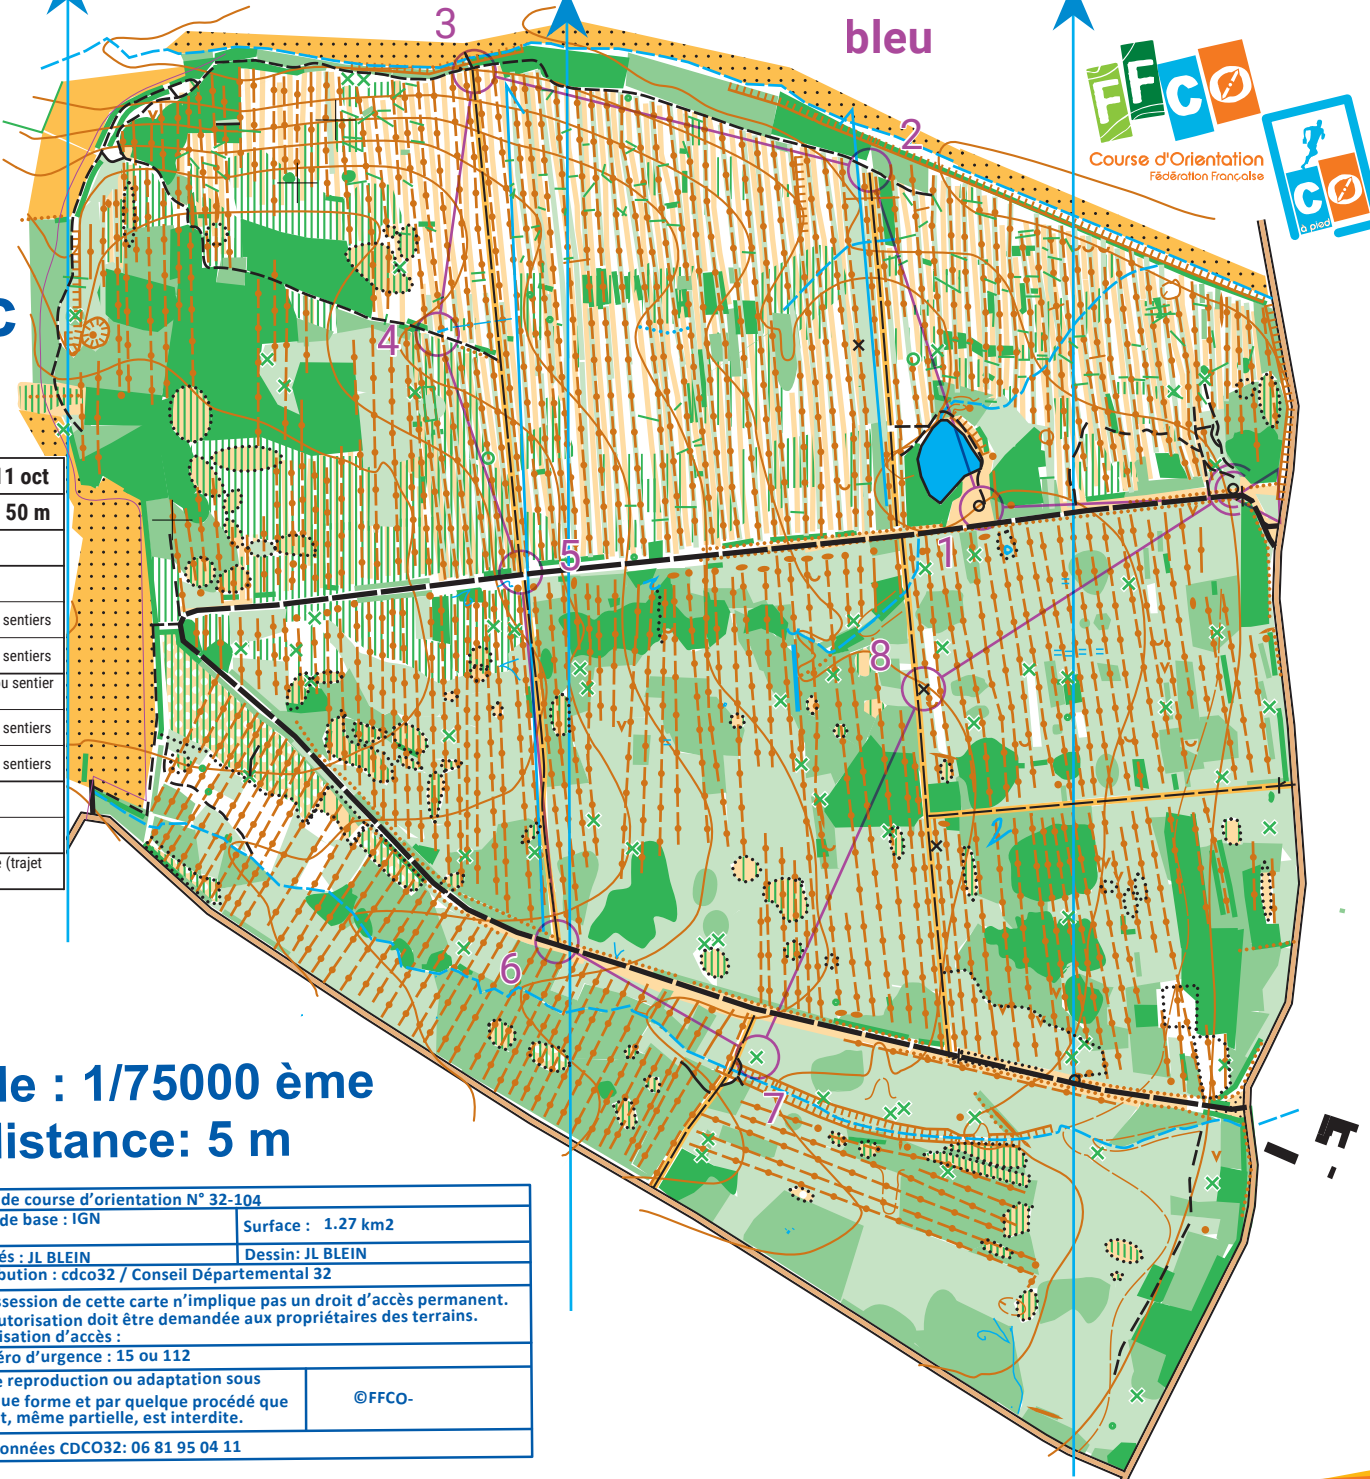 bleu
3
2
FFCO
Course d'Orientation
Fédération Française
CO
à pied
C
4
11 oct
50 m
5
1
sentiers
sentiers
8
u sentier
sentiers
sentiers
(trajet
6
7
le : 1/75000 ème
distance: 5 m
de course d'orientation N° 32-104
de base : IGN
Surface : 1.27 km2
és : JL BLEIN
Dessin: JL BLEIN
bution : cdco32 / Conseil Départemental 32
ssession de cette carte n'implique pas un droit d'accès permanent.
utorisation doit être demandée aux propriétaires des terrains.
isation d'accès :
éro d'urgence : 15 ou 112
e reproduction ou adaptation sous
ue forme et par quelque procédé que
t, même partielle, est interdite.
©FFCO-
onnées CDCO32: 06 81 95 04 11